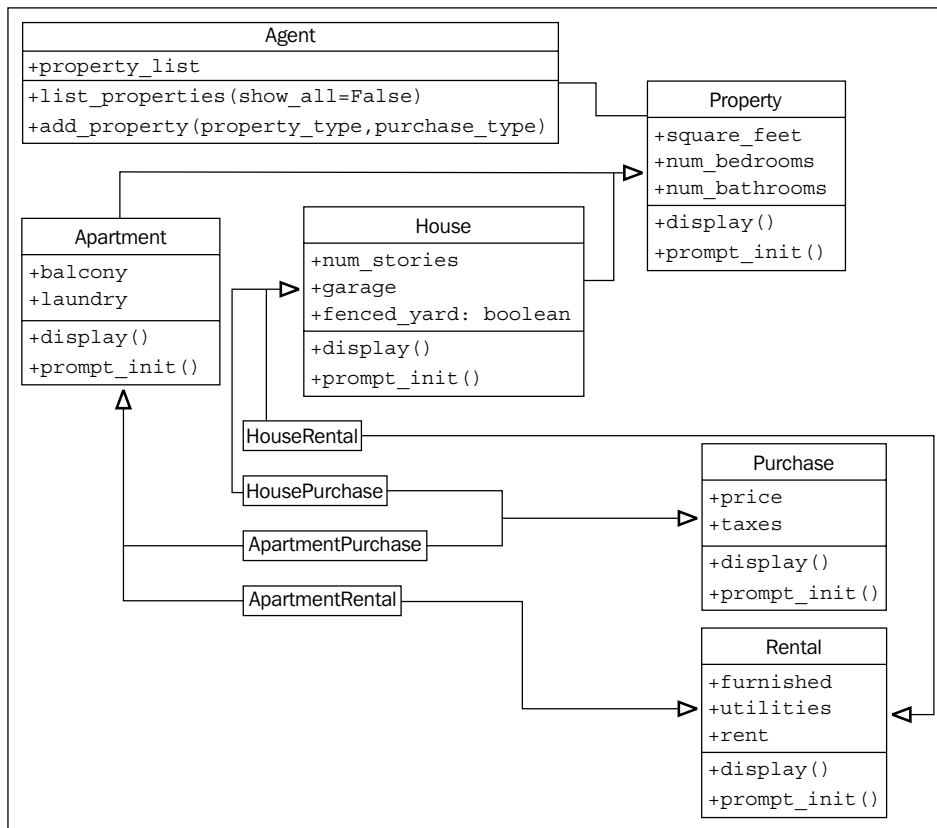 Agent
+property_list
+list_properties(show_all=False)
+add_property(property_type,purchase_type)
Property
+square_feet
+num_bedrooms
+num_bathrooms
+display()
+prompt_init()
Apartment
+balcony
+laundry
+display()
+prompt_init()
House
+num_stories
+garage
+fenced_yard: boolean
+display()
+prompt_init()
HouseRental
HousePurchase
ApartmentPurchase
ApartmentRental
Purchase
+price
+taxes
+display()
+prompt_init()
Rental
+furnished
+utilities
+rent
+display()
+prompt_init()